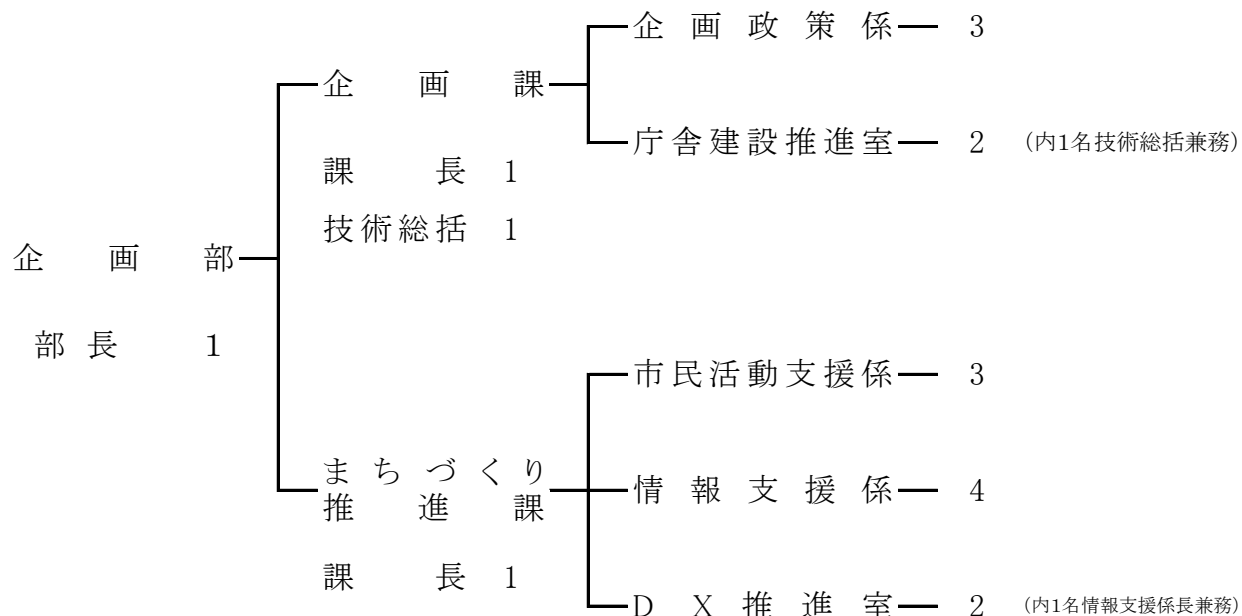 企画政策係 3
企画課
庁舎建設推進室 2 (内1名技術総括兼務)
課長 1
技術総括 1
企画部
部長 1
市民活動支援係 3
まちづくり
推進課
情報支援係 4
課長 1
DX推進室 2 (内1名情報支援係長兼務)